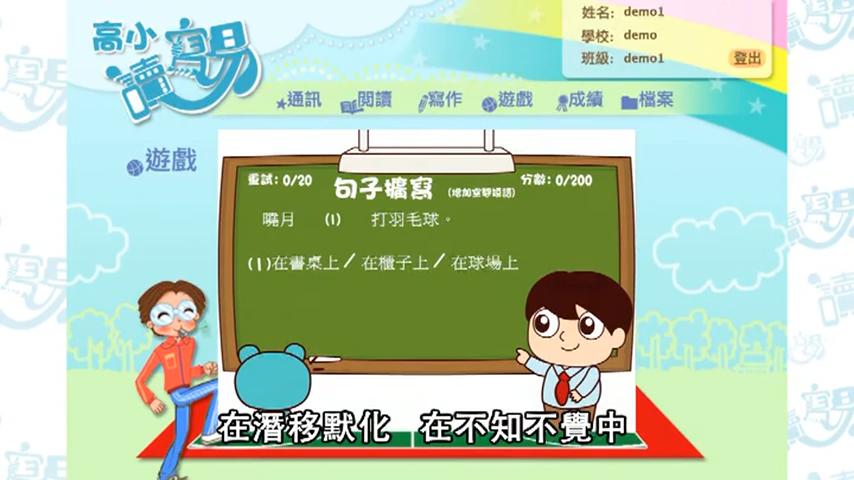 高小
讀寫易
姓名: demo1
學校: demo
班級: demo1
登出
通訊 閱讀 寫作 遊戲 成績 檔案
遊戲
重試: 0/20
句子擴寫
分數: 0/200
曉月 (1) 打羽毛球。
(1)在書桌上/在櫃子上/在球場上
在潛移默化 在不知不覺中